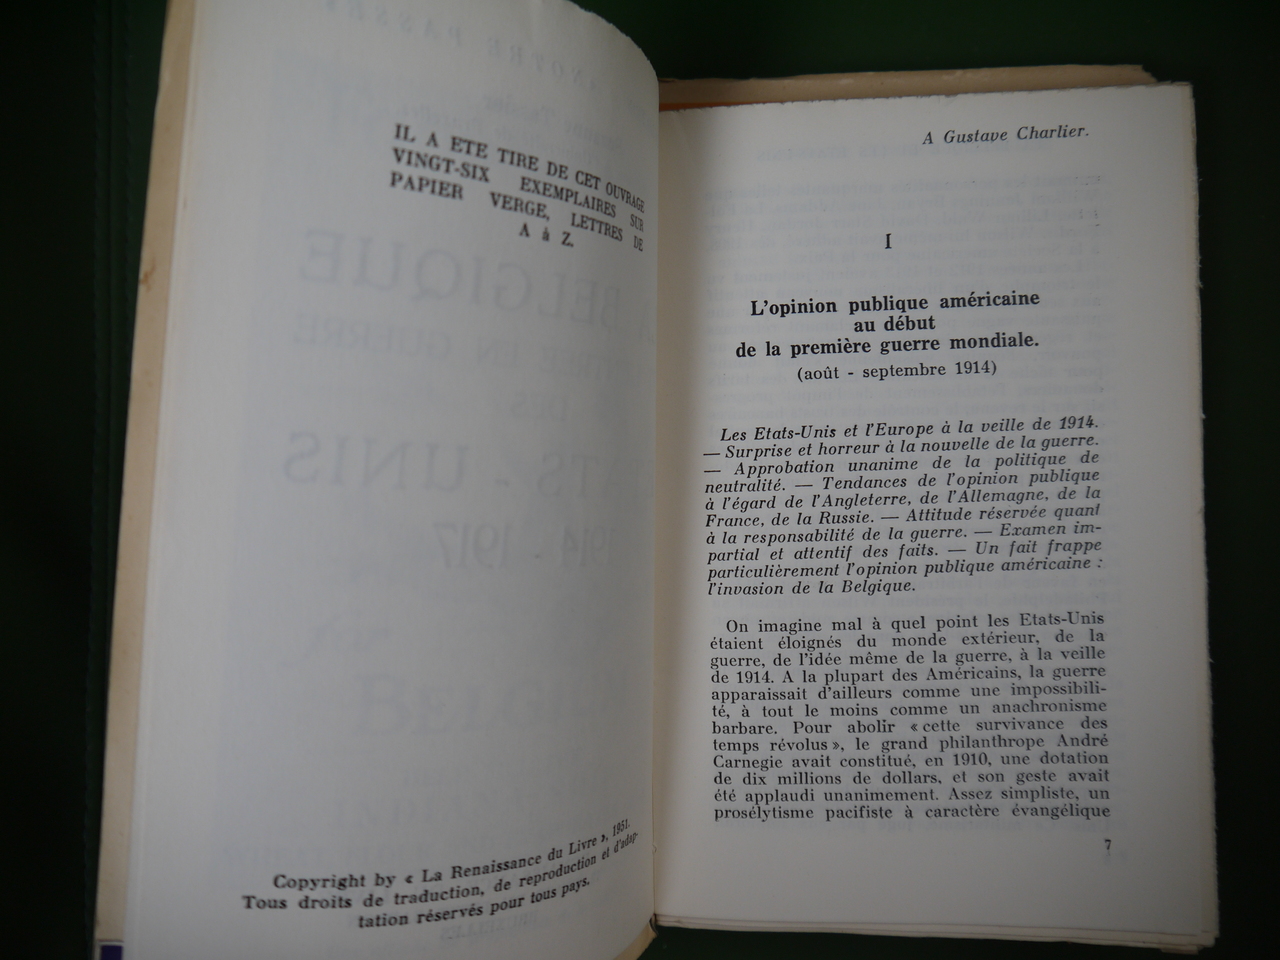 IL A ETE TIRE DE CET OUVRAGE
VINGT-SIX EXEMPLAIRES SUR
PAPIER VERGE, LETTRES DE
A à Z.
Copyright by « La Renaissance du Livre », 1951.
Tous droits de traduction, de reproduction et d'adap-
tation réservés pour tous pays.
A Gustave Charlier.
I
L'opinion publique américaine
au début
de la première guerre mondiale.
(août - septembre 1914)
Les Etats-Unis et l'Europe à la veille de 1914.
— Surprise et horreur à la nouvelle de la guerre.
— Approbation unanime de la politique de
neutralité. — Tendances de l'opinion publique
à l'égard de l'Angleterre, de l'Allemagne, de la
France, de la Russie. — Attitude réservée quant
à la responsabilité de la guerre. — Examen im-
partial et attentif des faits. — Un fait frappe
particulièrement l'opinion publique américaine :
l'invasion de la Belgique.
On imagine mal à quel point les Etats-Unis
étaient éloignés du monde extérieur, de la
guerre, de l'idée même de la guerre, à la veille
de 1914. A la plupart des Américains, la guerre
apparaissait d'ailleurs comme une impossibili-
té, à tout le moins comme un anachronisme
barbare. Pour abolir « cette survivance des
temps révolus », le grand philanthrope André
Carnegie avait constitué, en 1910, une dotation
de dix millions de dollars, et son geste avait
été applaudi unanimement. Assez simpliste, un
prosélytisme pacifiste à caractère évangélique
7